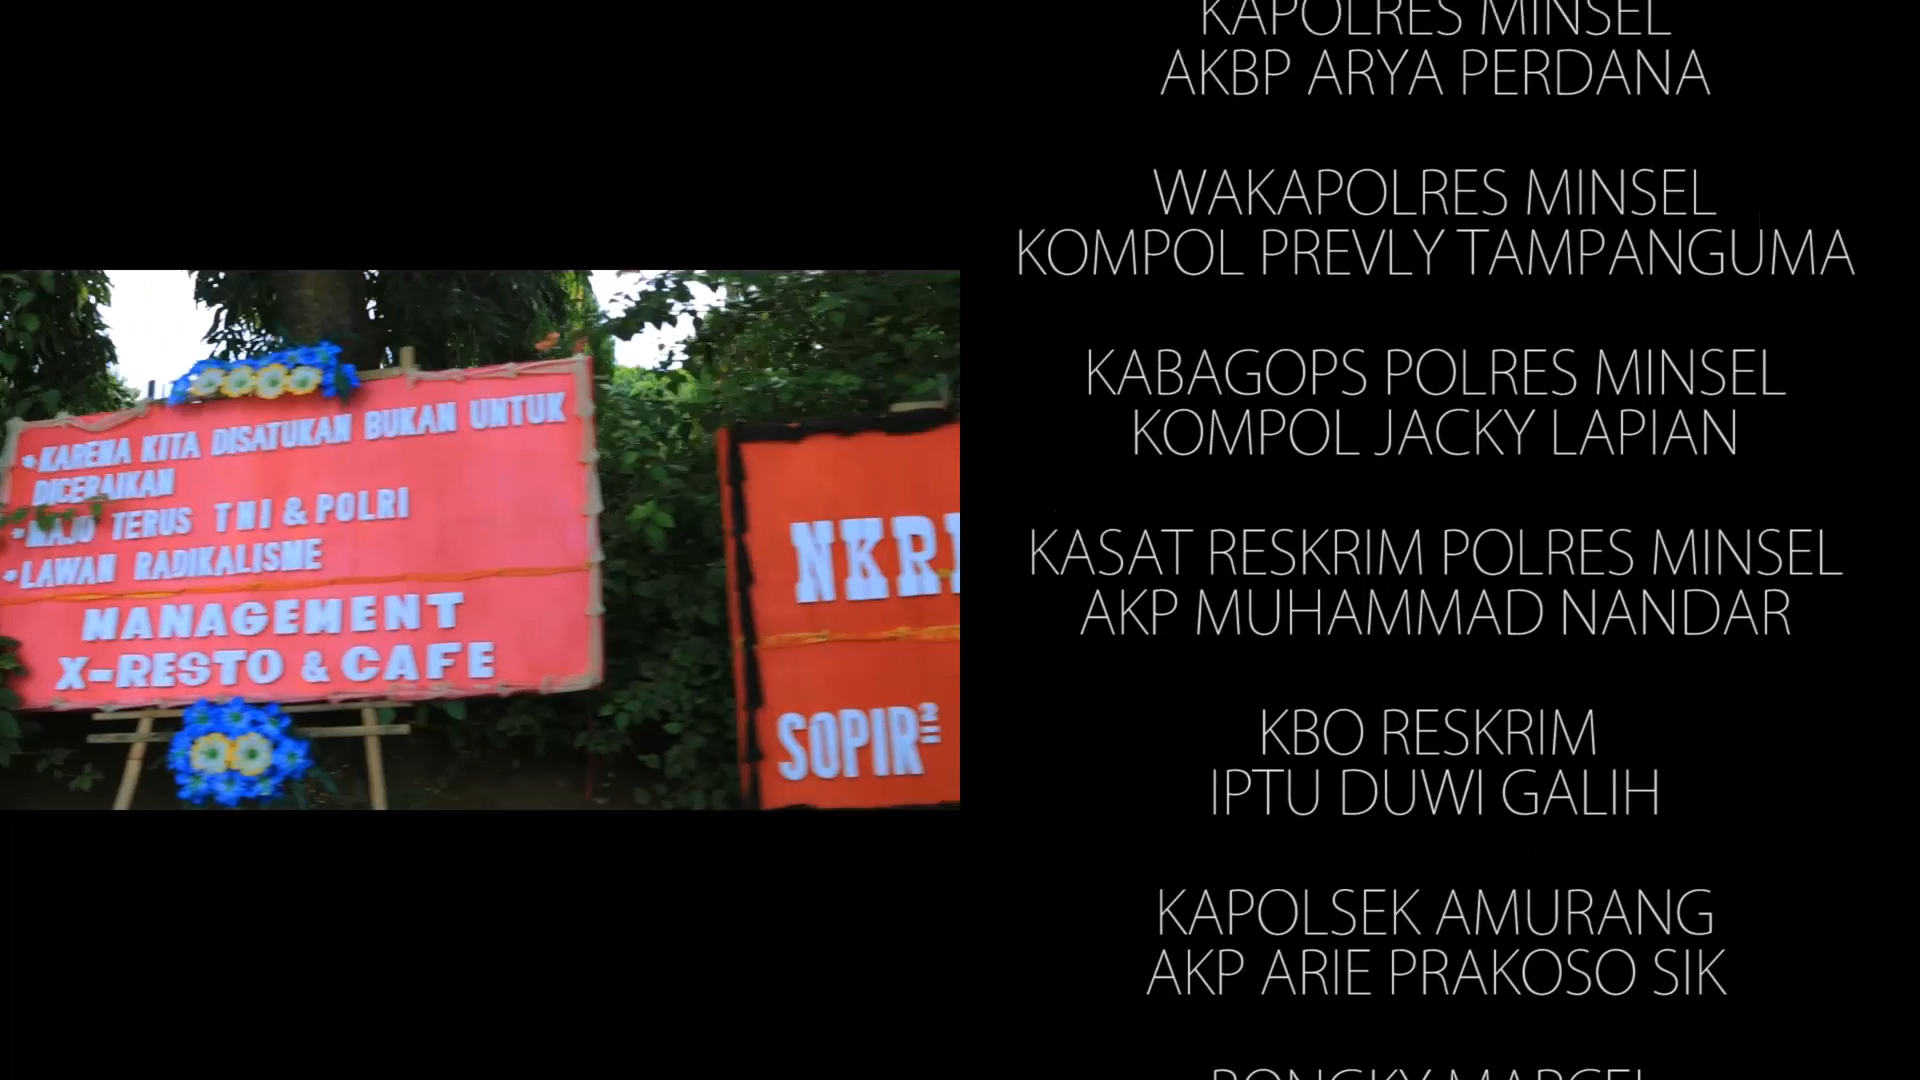 *KARENA KITA DISATUKAN BUKAN UNTUK
DICERAIKAN
*MAJU TERUS TNI & POLRI
*LAWAN RADIKALISME
MANAGEMENT
X-RESTO & CAFE
NKRI
SOPIR²
KAPOLRES MINSEL
AKBP ARYA PERDANA
WAKAPOLRES MINSEL
KOMPOL PREVLY TAMPANGUMA
KABAGOPS POLRES MINSEL
KOMPOL JACKY LAPIAN
KASAT RESKRIM POLRES MINSEL
AKP MUHAMMAD NANDAR
KBO RESKRIM
IPTU DUWI GALIH
KAPOLSEK AMURANG
AKP ARIE PRAKOSO SIK